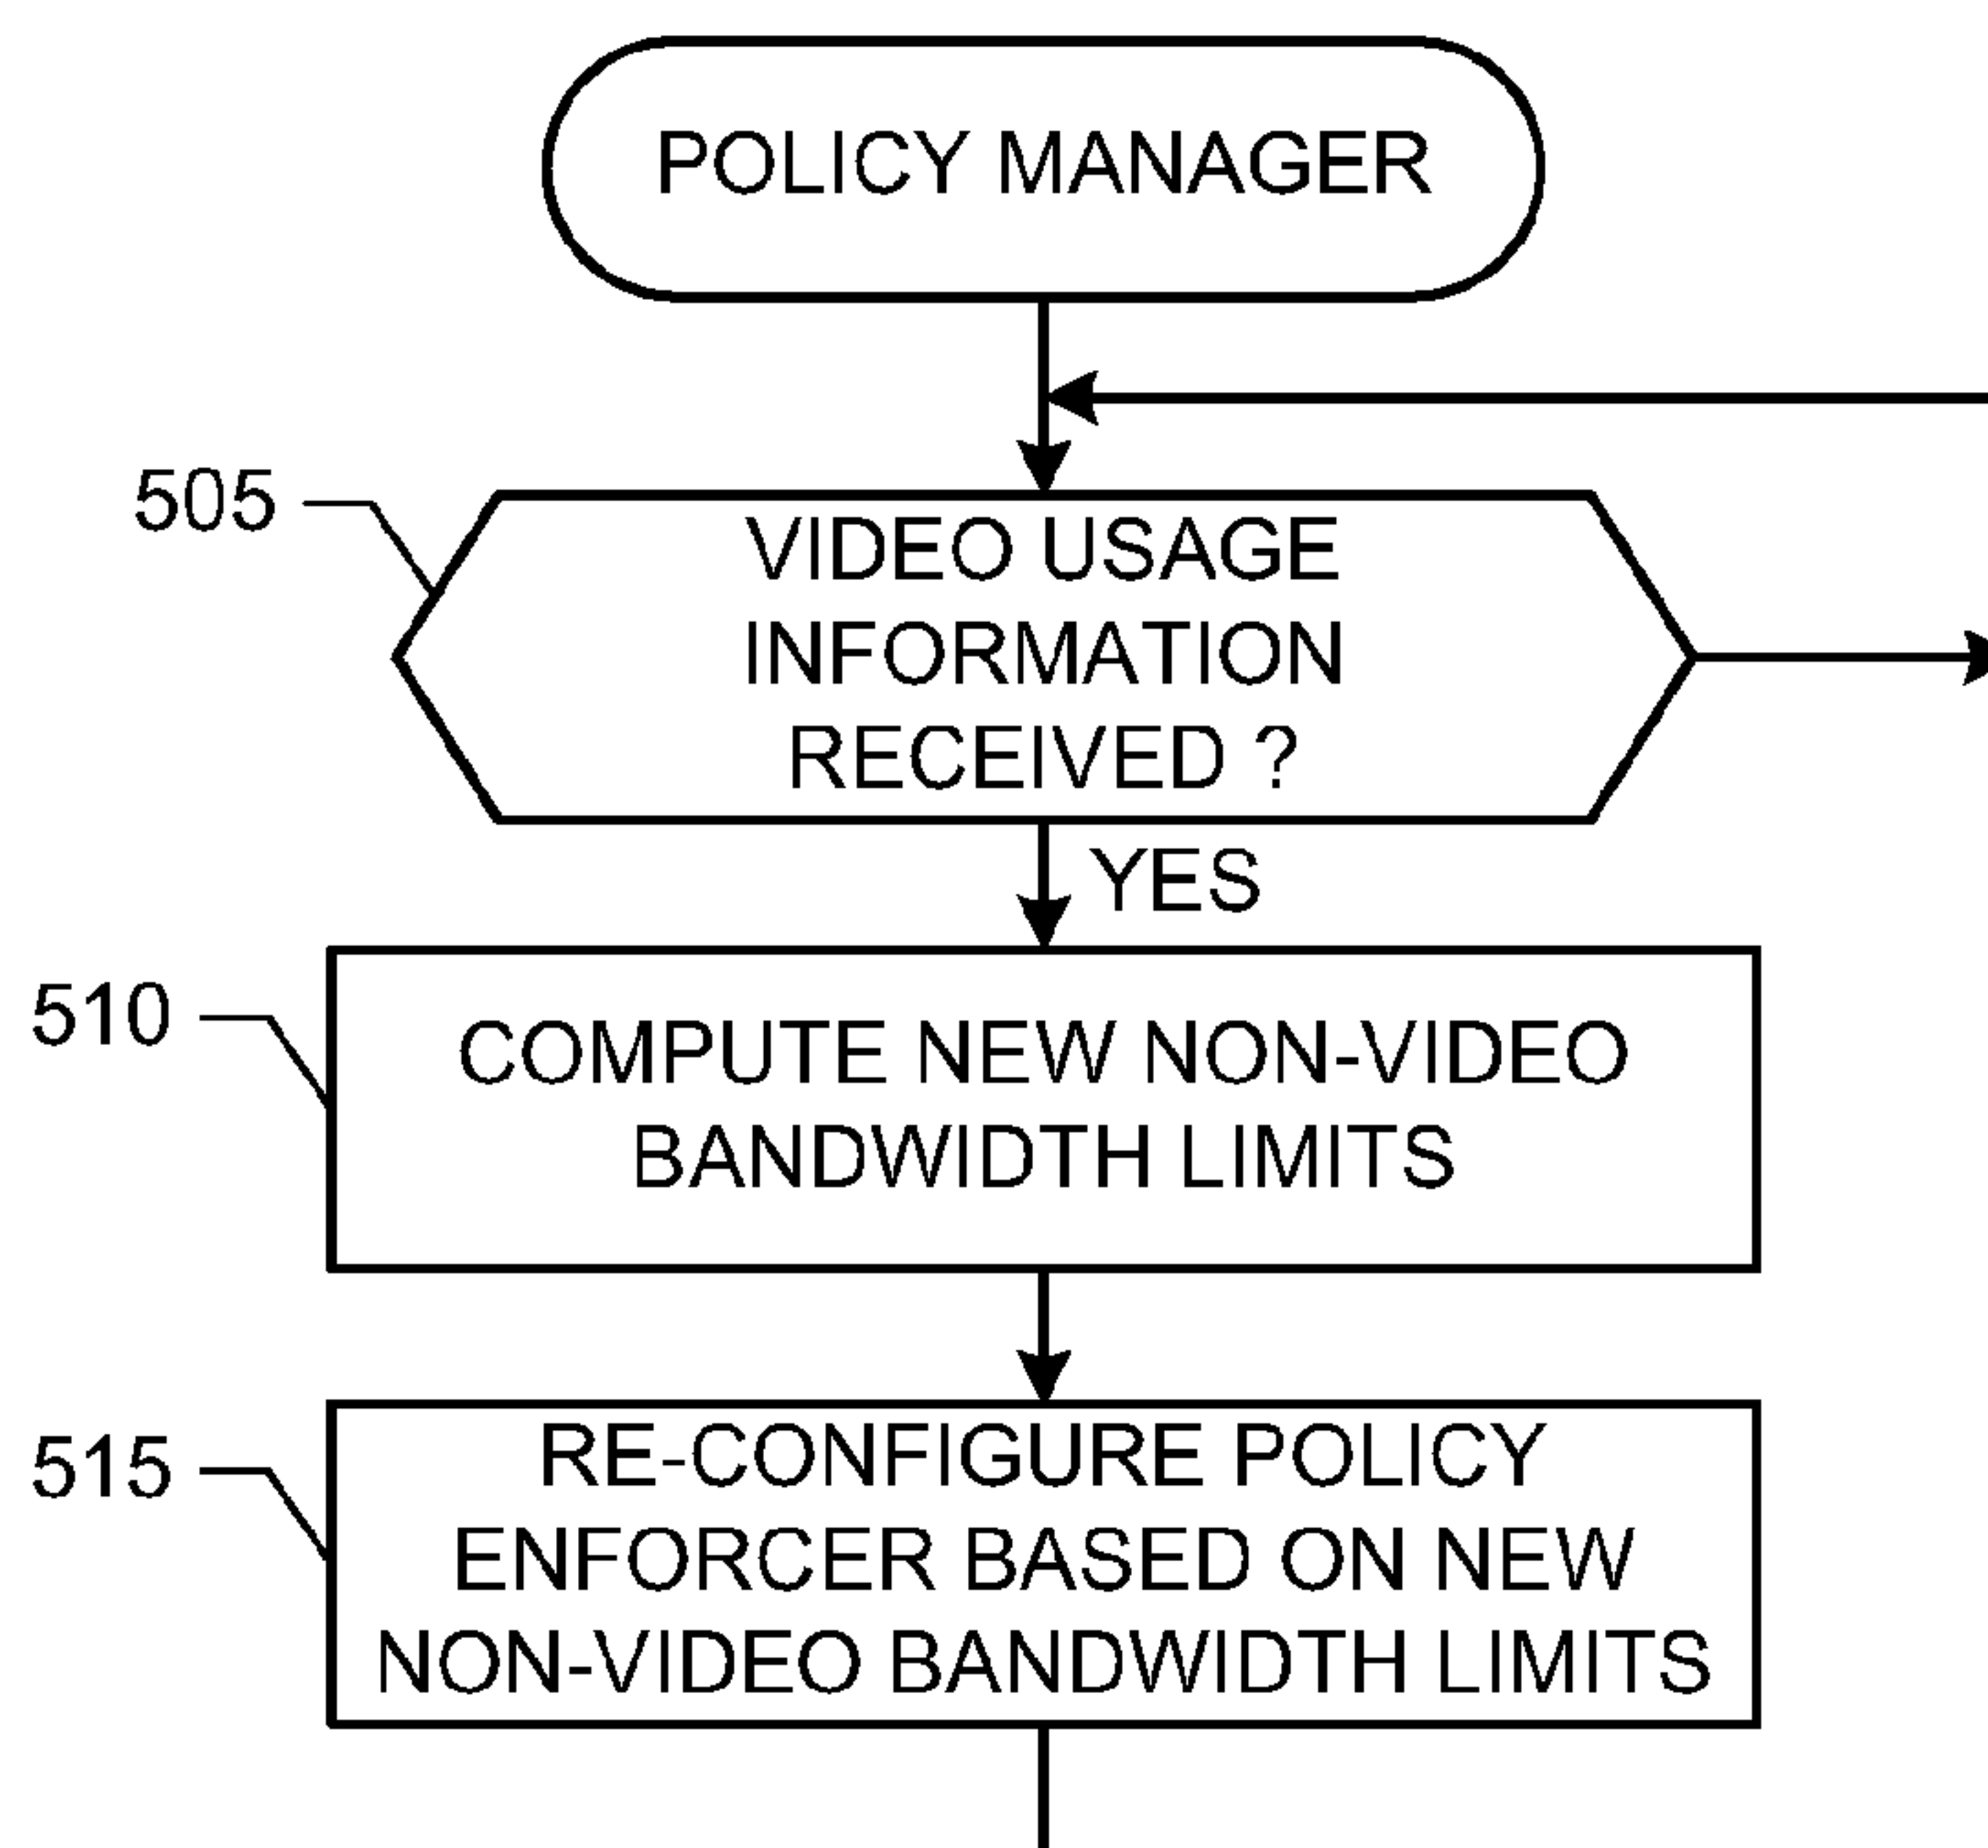 POLICY MANAGER
505
VIDEO USAGE
INFORMATION
RECEIVED ?
YES
510
COMPUTE NEW NON-VIDEO
BANDWIDTH LIMITS
515
RE-CONFIGURE POLICY
ENFORCER BASED ON NEW
NON-VIDEO BANDWIDTH LIMITS